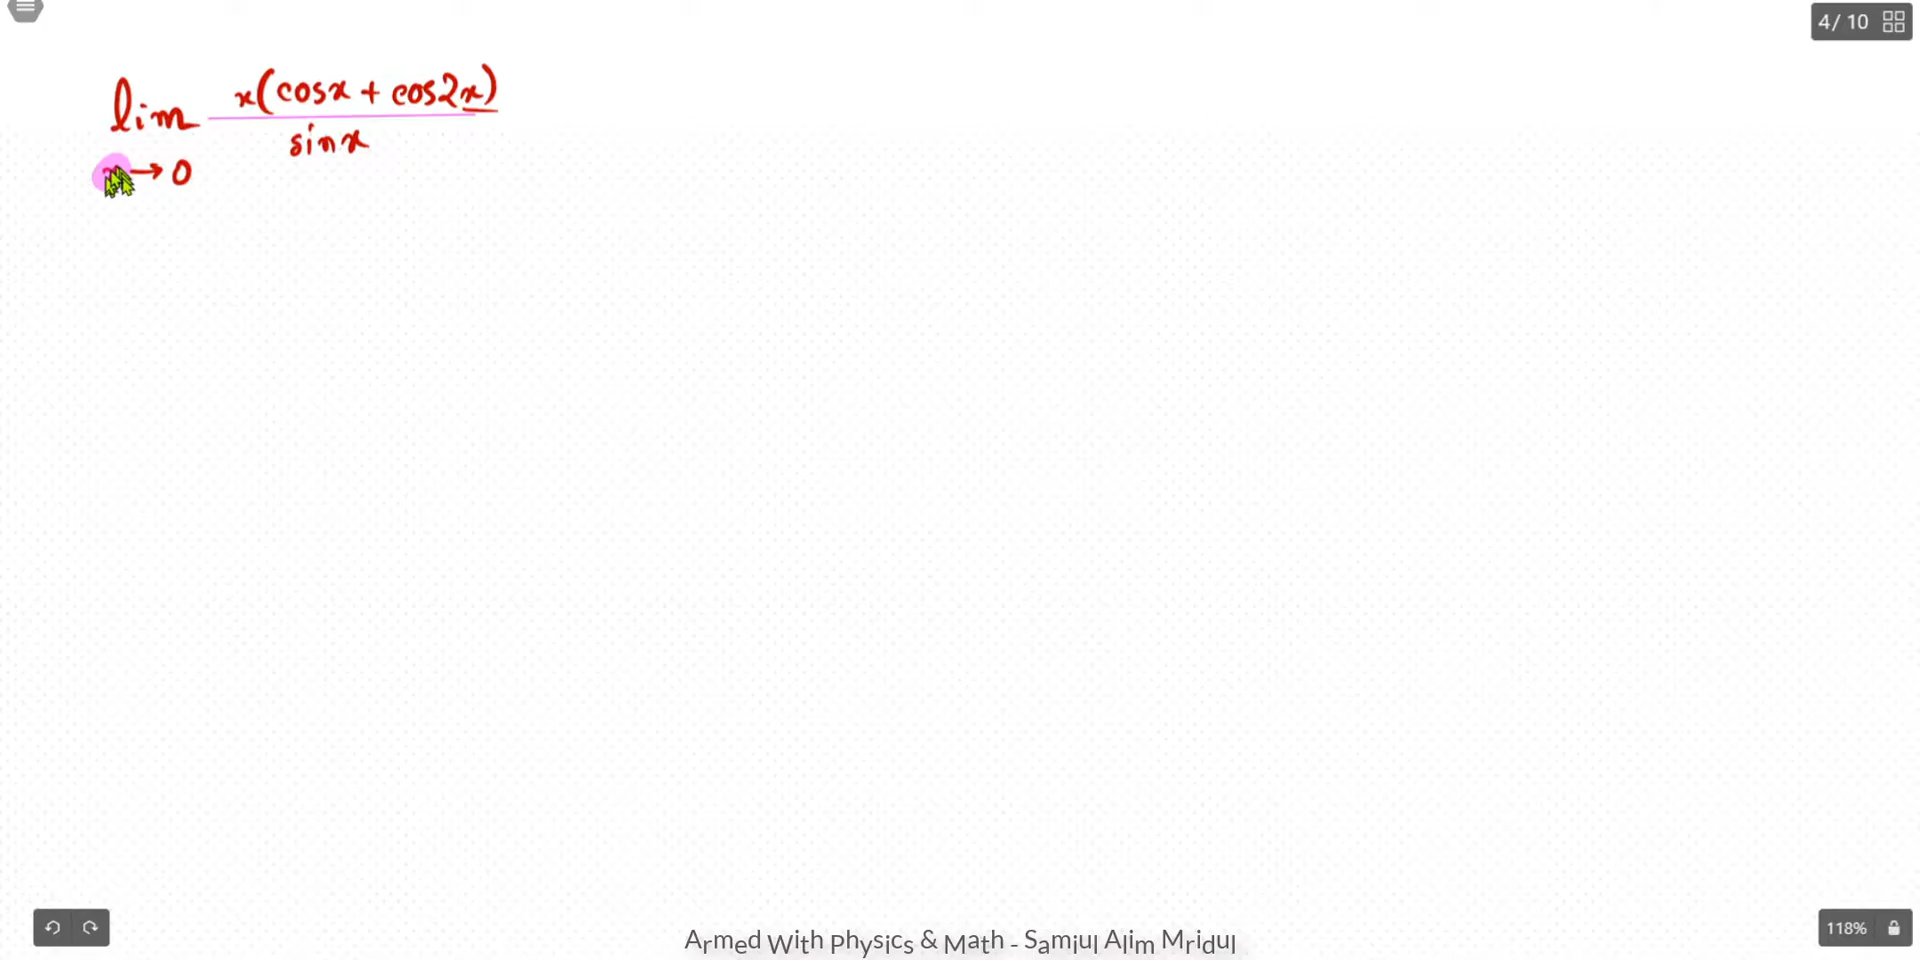 4/ 10
lim x(cosx + cos2x)
sinx
→ 0
118%
Armed With Physics & Math - Samiul Alim Mridul